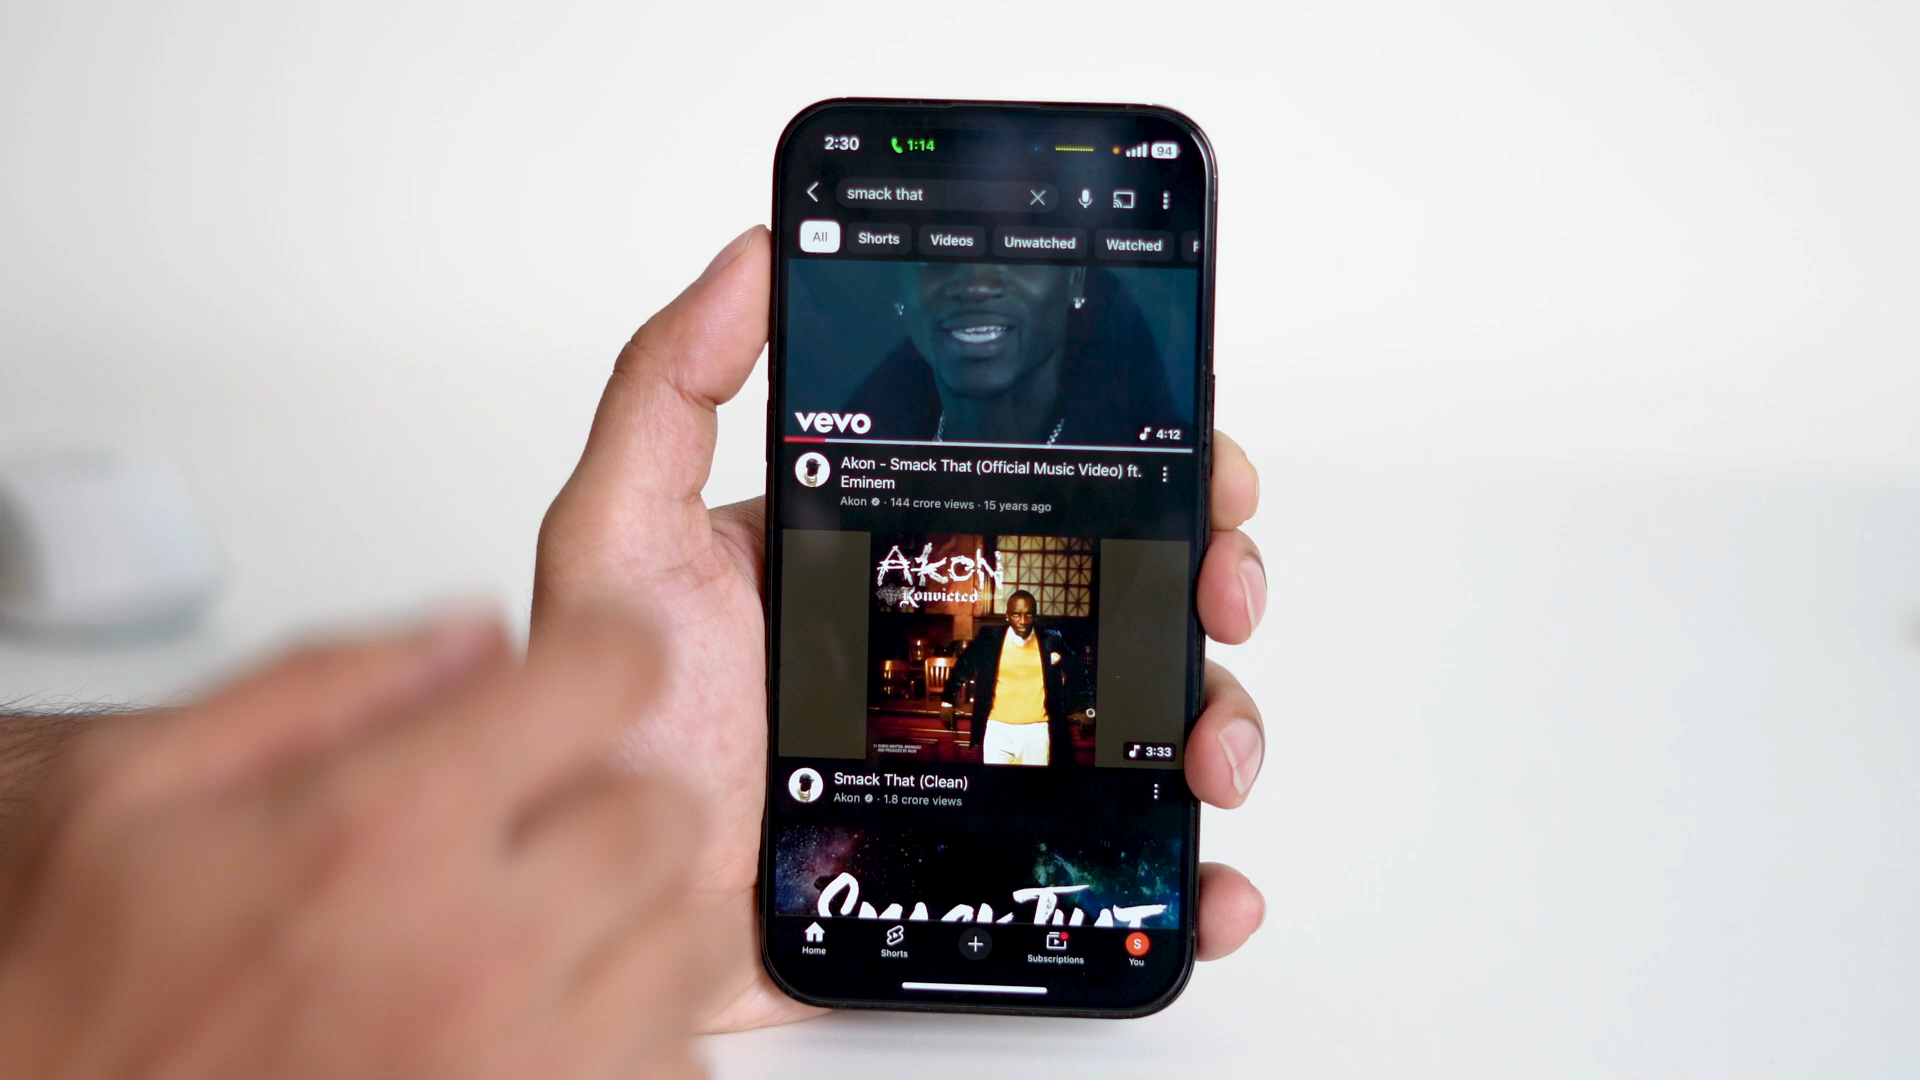 2:30 1:14 94
smack that
All Shorts Videos Unwatched Watched
vevo
4:12
Akon - Smack That (Official Music Video) ft.
Eminem
Akon · 144 crore views · 15 years ago
AKON
Konvicted
3:33
Smack That (Clean)
Akon · 1.8 crore views
SMACK THAT
Home Shorts Subscriptions S You